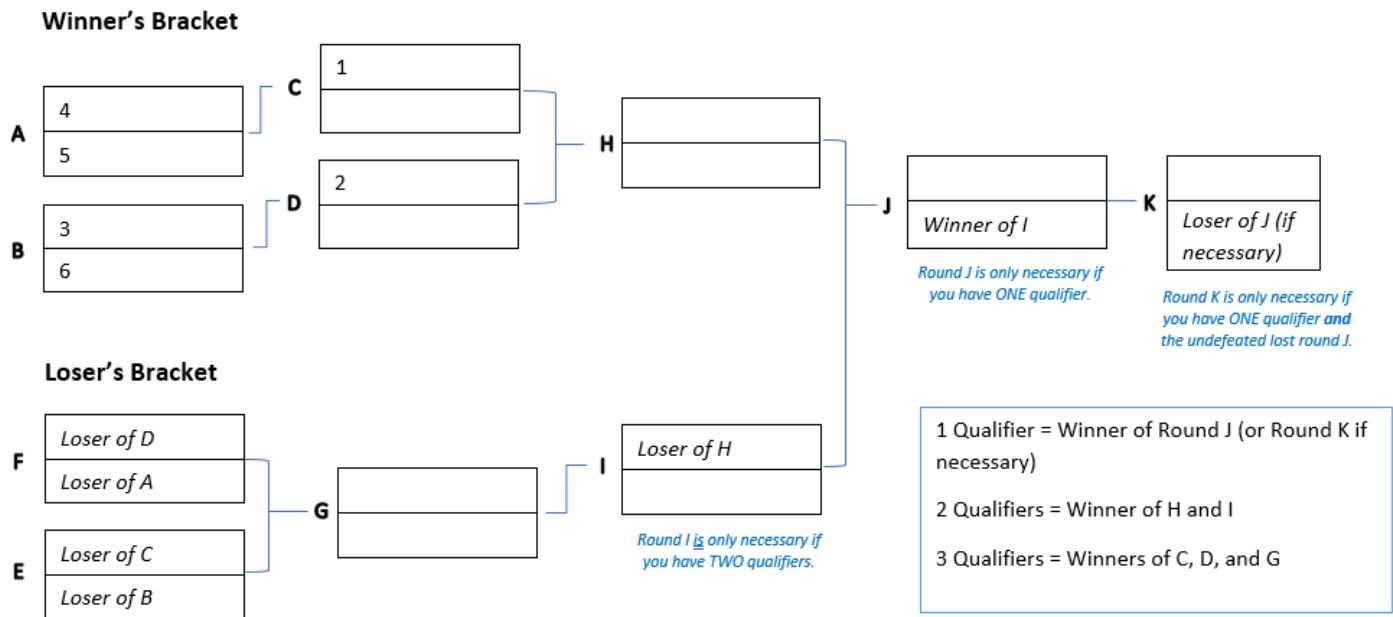 Winner's Bracket
A
4
5
B
3
6
C
1
D
2
H
J
Winner of I
Round J is only necessary if
you have ONE qualifier.
K
Loser of J (if
necessary)
Round K is only necessary if
you have ONE qualifier and
the undefeated lost round J.
Loser's Bracket
F
Loser of D
Loser of A
E
Loser of C
Loser of B
G
I
Loser of H
Round I is only necessary if
you have TWO qualifiers.
1 Qualifier = Winner of Round J (or Round K if
necessary)
2 Qualifiers = Winner of H and I
3 Qualifiers = Winners of C, D, and G